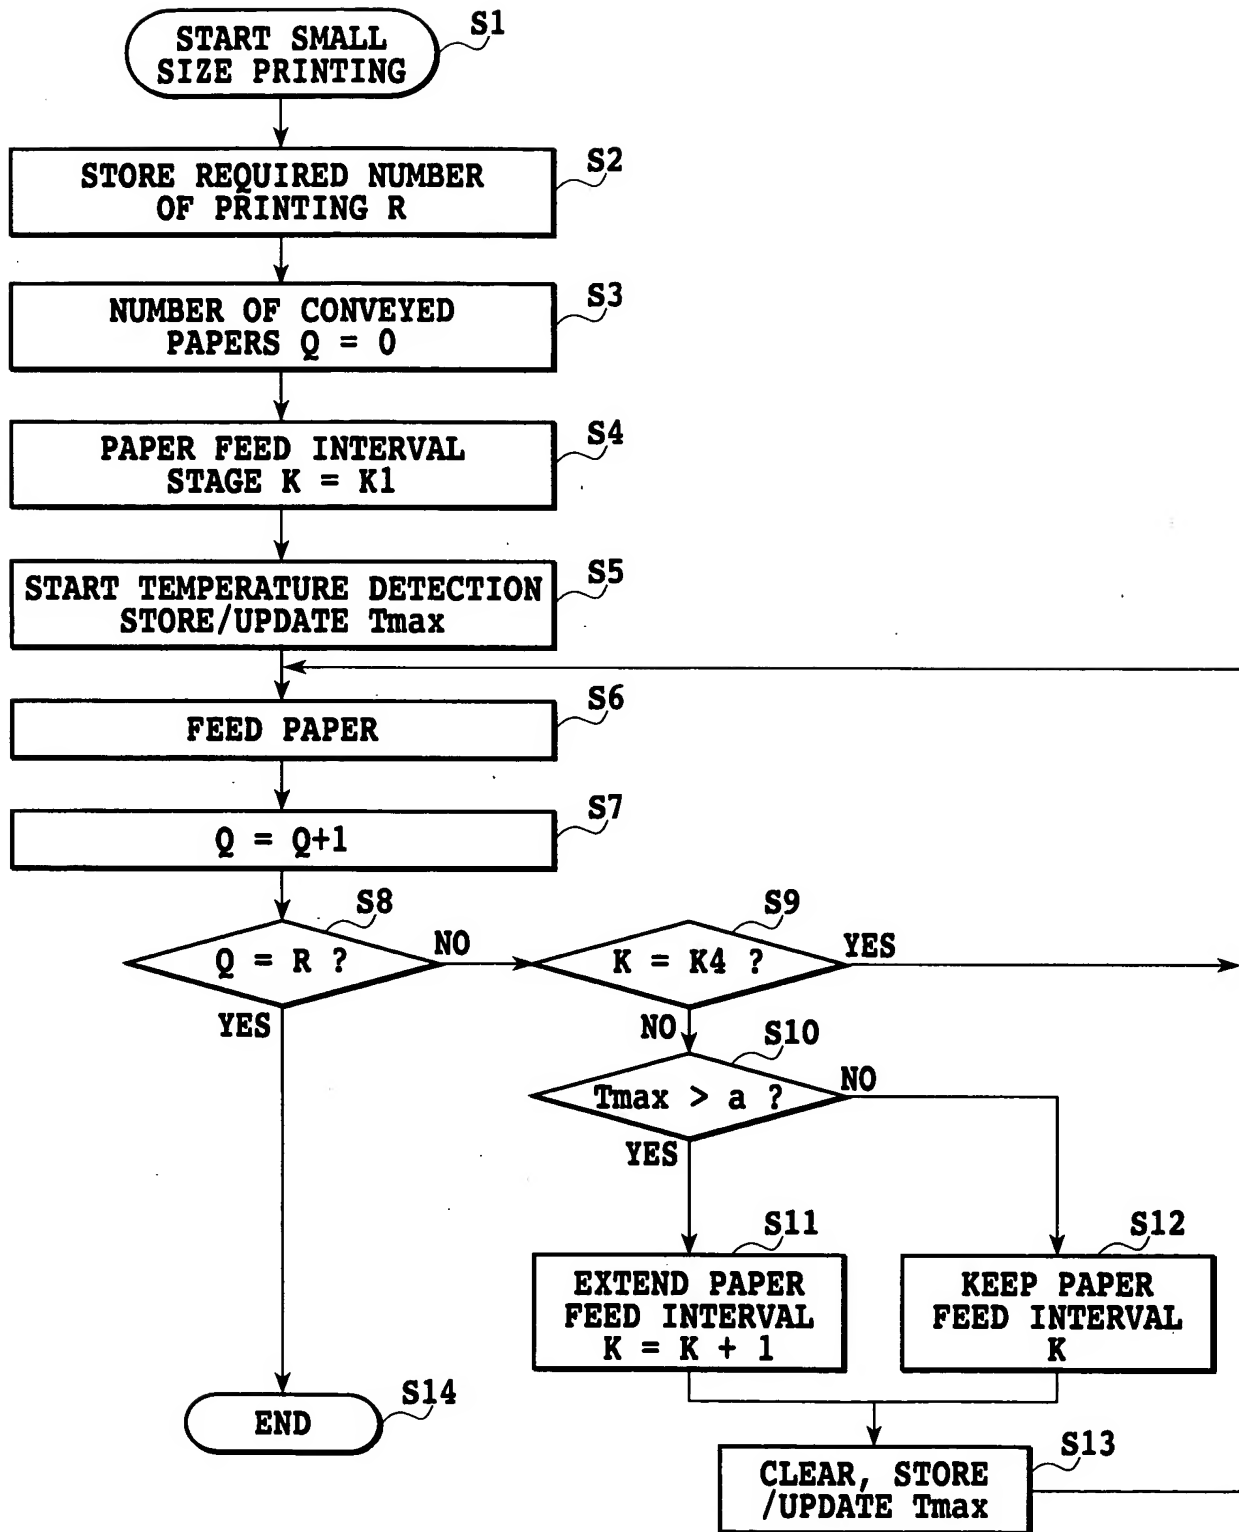 START SMALL
SIZE PRINTING
S1
STORE REQUIRED NUMBER
OF PRINTING R
S2
NUMBER OF CONVEYED
PAPERS Q = 0
S3
PAPER FEED INTERVAL
STAGE K = K1
S4
START TEMPERATURE DETECTION
STORE/UPDATE Tmax
S5
FEED PAPER
S6
Q = Q+1
S7
Q = R ?
S8
NO
YES
K = K4 ?
S9
YES
NO
Tmax > a ?
S10
NO
YES
EXTEND PAPER
FEED INTERVAL
K = K + 1
S11
KEEP PAPER
FEED INTERVAL
K
S12
CLEAR, STORE
/UPDATE Tmax
S13
END
S14